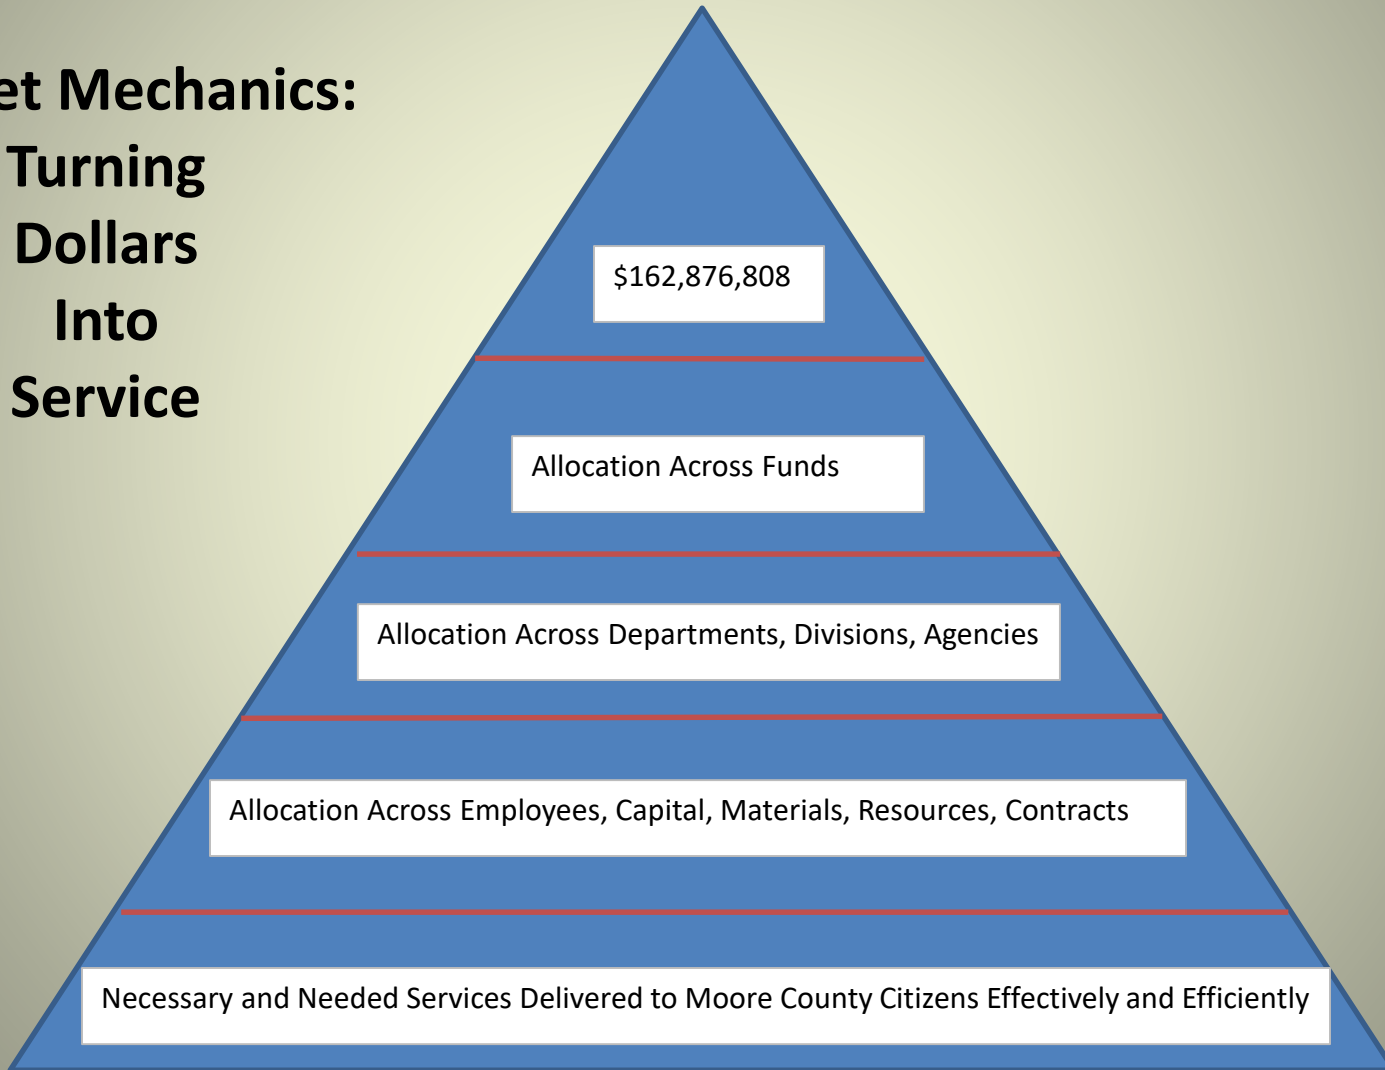 et Mechanics:
Turning
Dollars
Into
Service
$162,876,808
Allocation Across Funds
Allocation Across Departments, Divisions, Agencies
Allocation Across Employees, Capital, Materials, Resources, Contracts
Necessary and Needed Services Delivered to Moore County Citizens Effectively and Efficiently